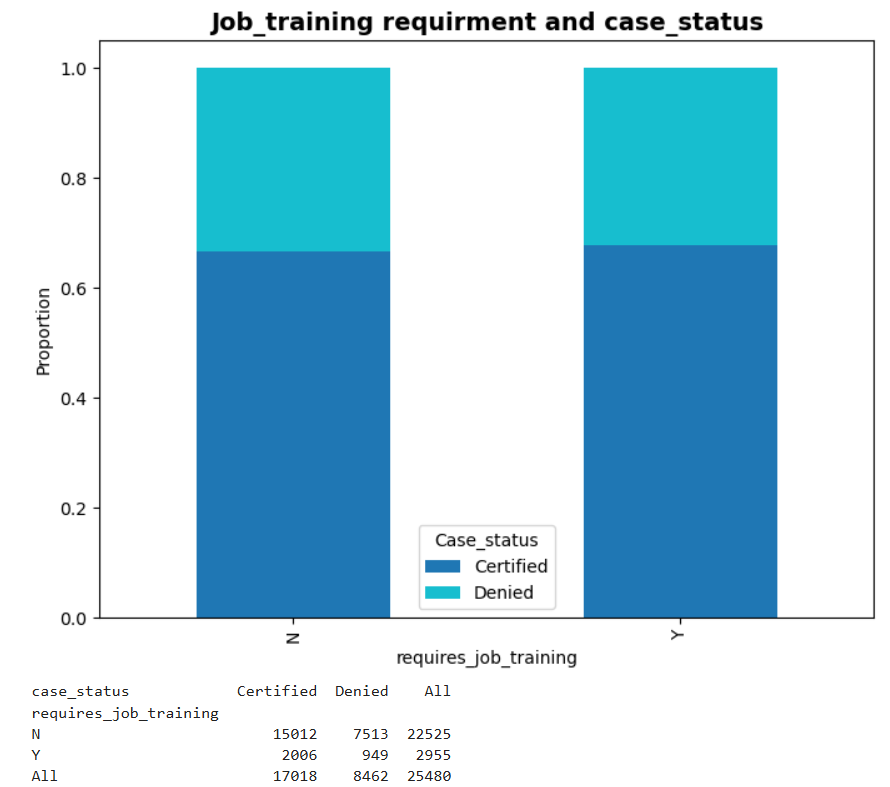 Job_training requirment and case_status
1.0
0.8
0.6
0.4
0.2
0.0
Proportion
Case_status
Certified
Denied
N
Y
requires_job_training
case_status Certified Denied All
requires_job_training
N 15012 7513 22525
Y 2006 949 2955
All 17018 8462 25480